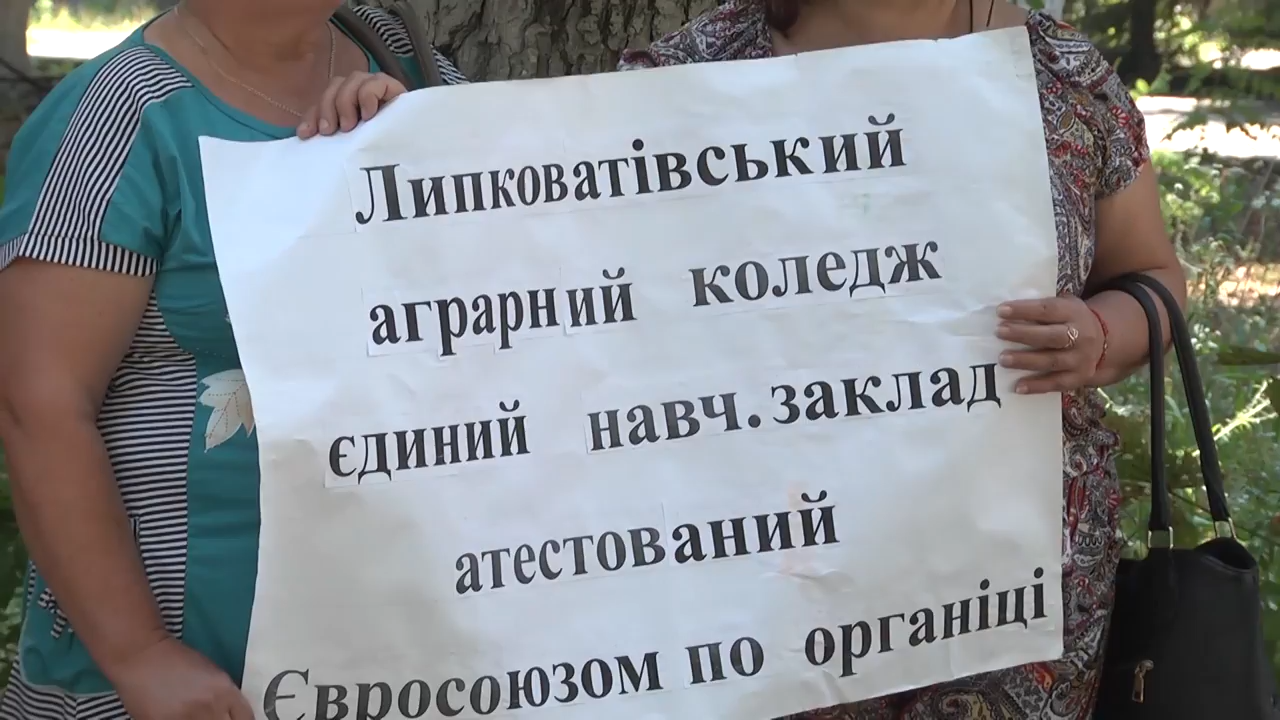 Липковатівський
аграрний коледж
єдиний навч.заклад
атестований
Євросоюзом по органіці